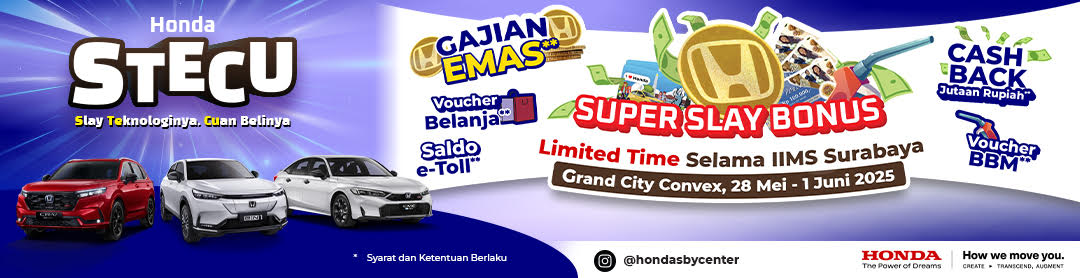 Honda
STECU
Slay Teknologinya. Cuan Belinya
GAJIAN
EMAS**
Voucher
Belanja**
Saldo
e-Toll**
I ❤ Honda
SUPER SLAY BONUS
Limited Time Selama IIMS Surabaya
Grand City Convex, 28 Mei - 1 Juni 2025
CASH
BACK
Jutaan Rupiah**
Voucher
BBM**
* Syarat dan Ketentuan Berlaku
@hondasbycenter
HONDA
The Power of Dreams
How we move you.
CREATE ► TRANSCEND, AUGMENT